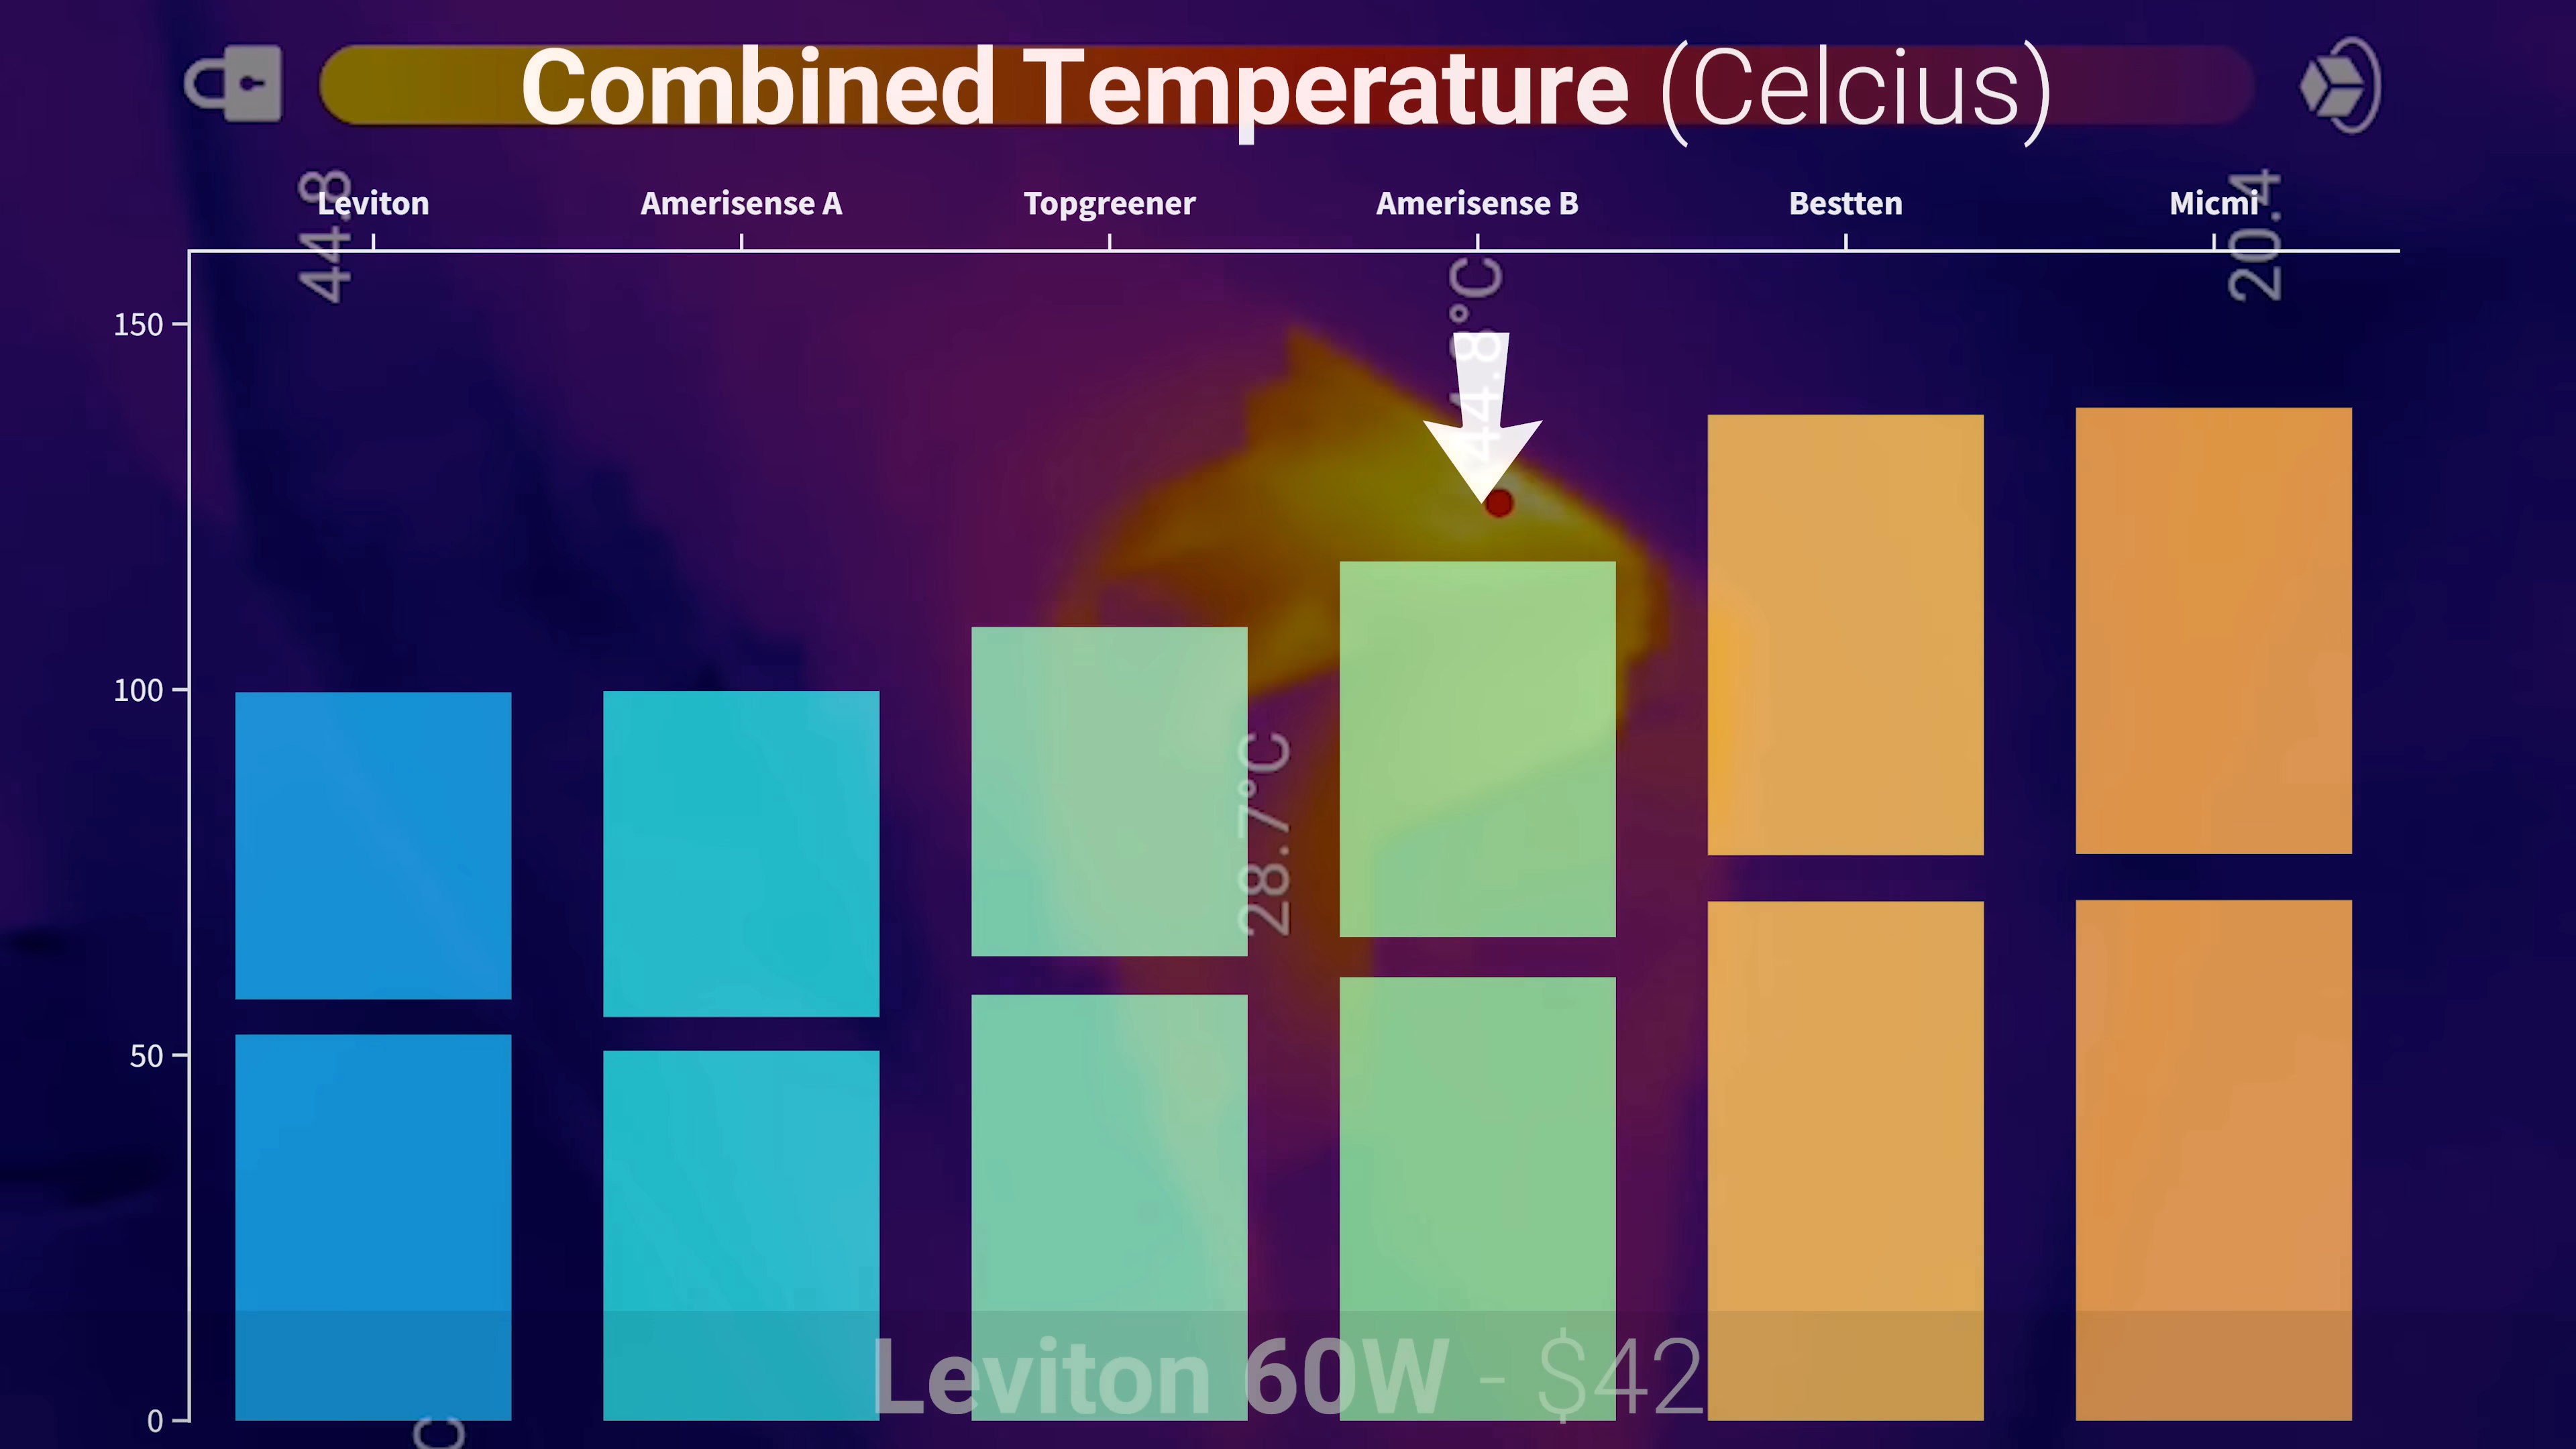 Combined Temperature (Celcius)
44.8
20.4
Leviton
Amerisense A
Topgreener
Amerisense B
Bestten
Micmi
44.8°C
150
100
28.7°C
50
Leviton 60W - $42
0
C